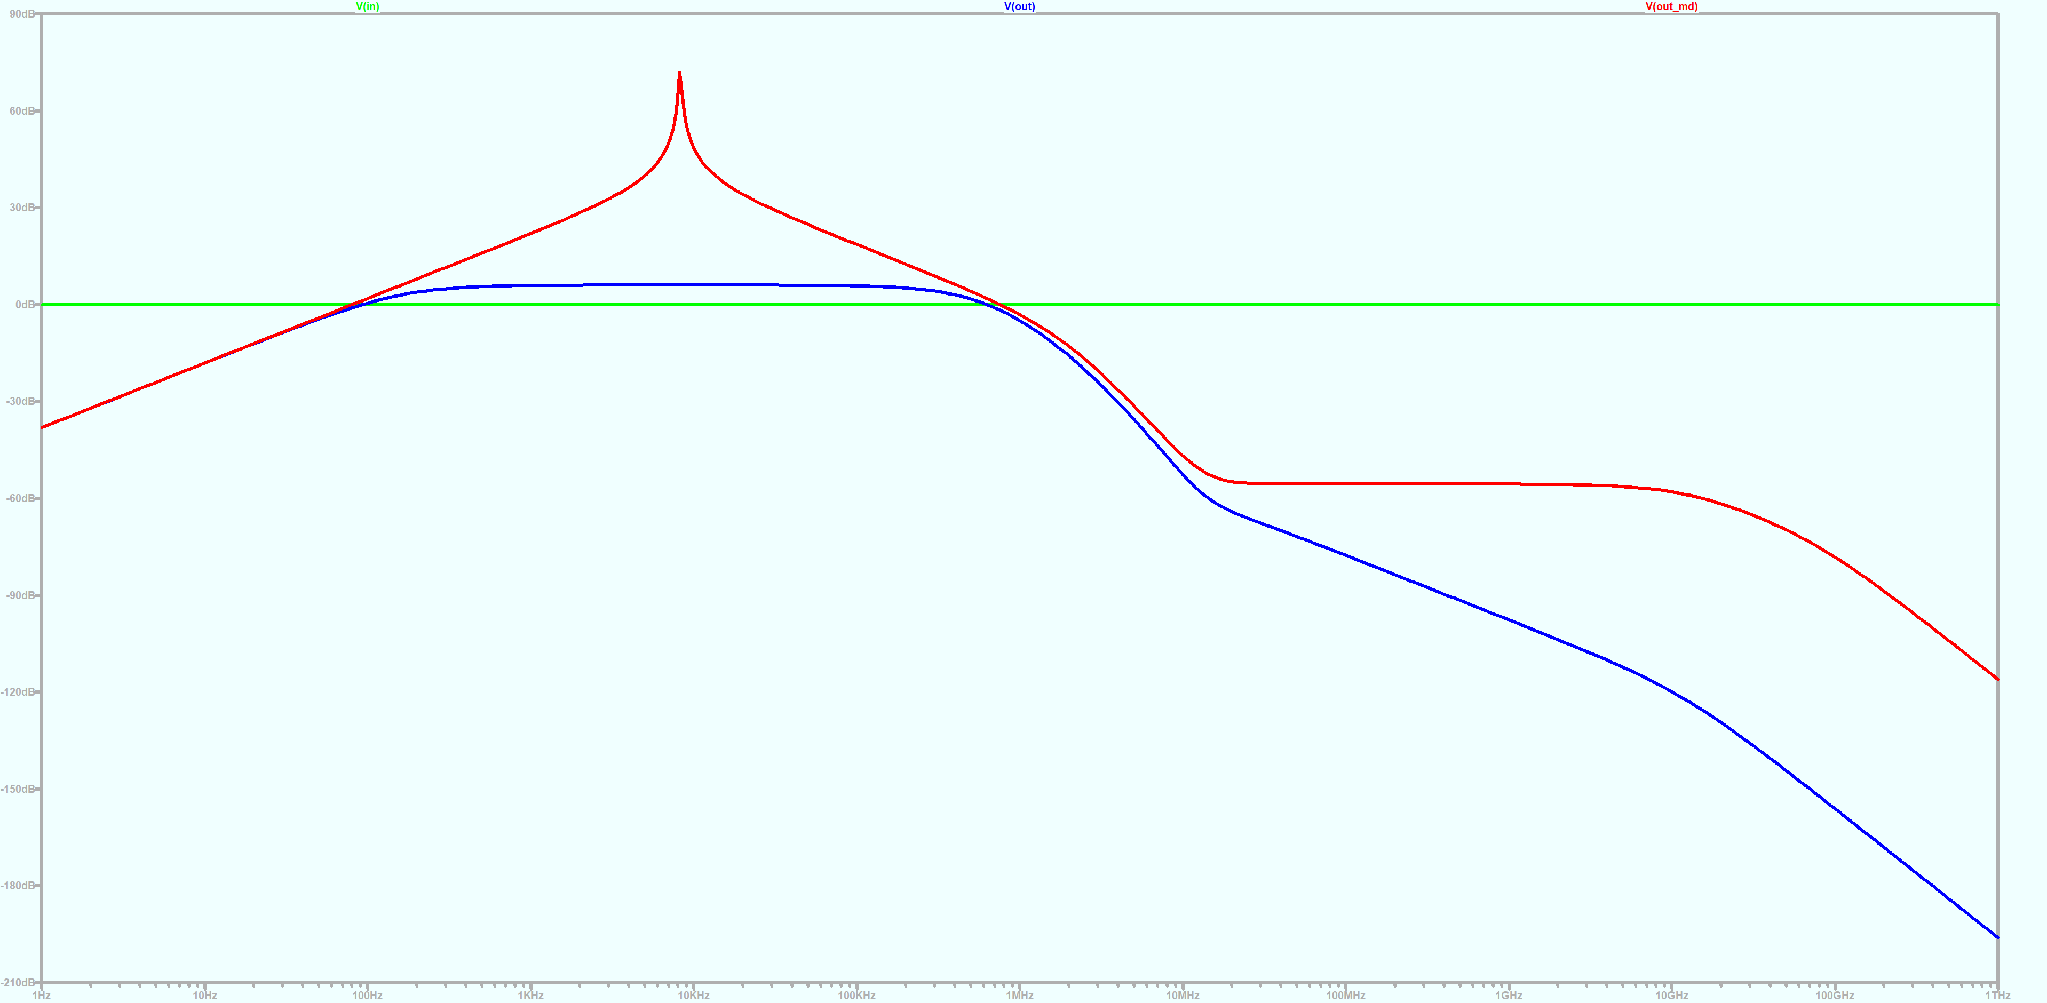 V(in) V(out) V(out_md)
90dB
60dB
30dB
0dB
-30dB
-60dB
-90dB
-120dB
-150dB
-180dB
-210dB
1Hz 10Hz 100Hz 1KHz 10KHz 100KHz 1MHz 10MHz 100MHz 1GHz 10GHz 100GHz 1THz